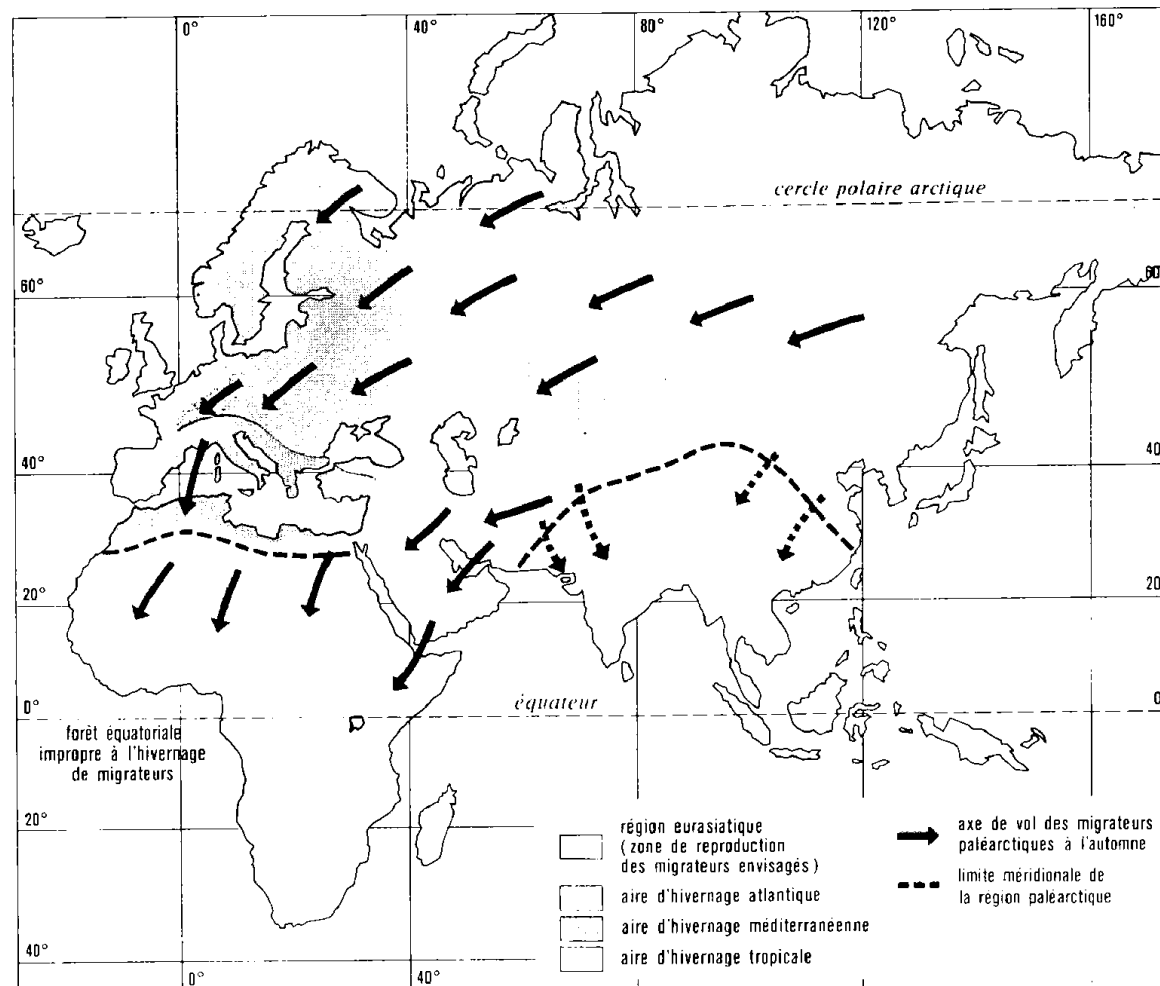 0°
40°
80°
120°
160°
cercle polaire arctique
60°
40°
40
20°
20
équateur
0°
0
forêt équatoriale
impropre à l'hivernage
de migrateurs
20°
40°
0°
40°
région eurasiatique
(zone de reproduction
des migrateurs envisagés)
aire d'hivernage atlantique
aire d'hivernage méditerranéenne
aire d'hivernage tropicale
axe de vol des migrateurs
paléarctiques à l'automne
limite méridionale de
la région paléarctique